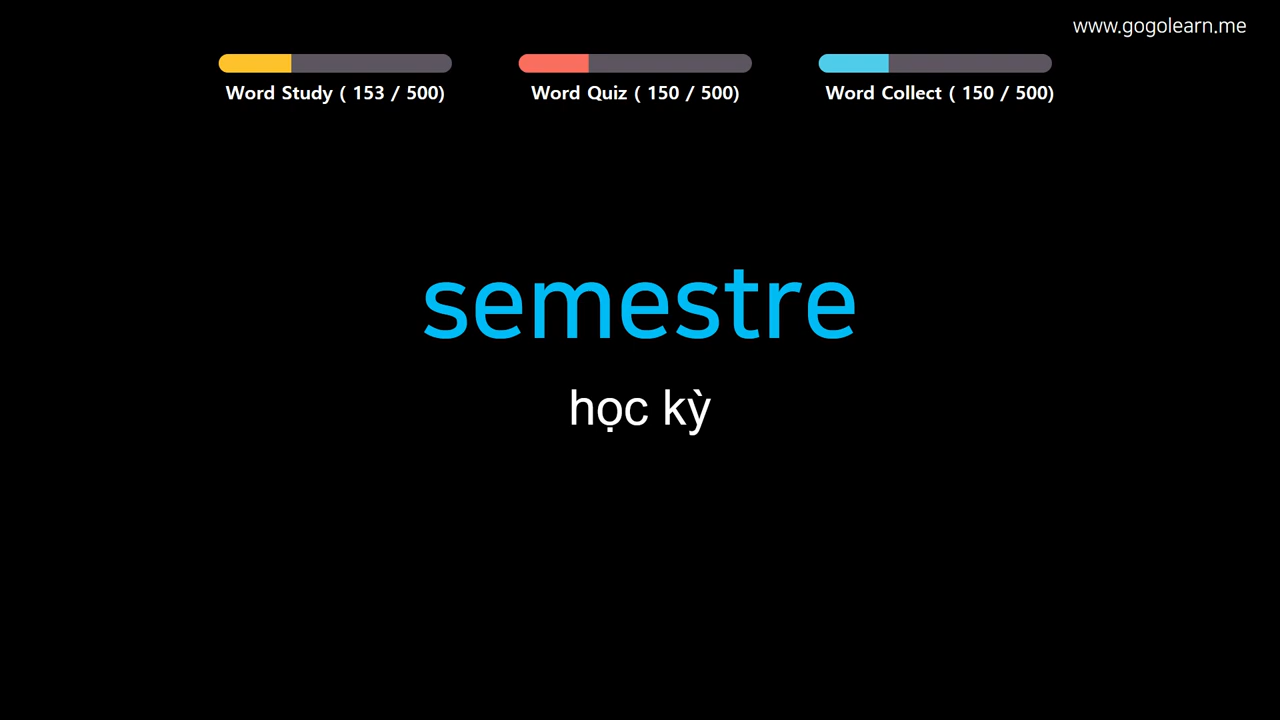 www.gogolearn.me
Word Study ( 153 / 500)
Word Quiz ( 150 / 500)
Word Collect ( 150 / 500)
semestre
học kỳ